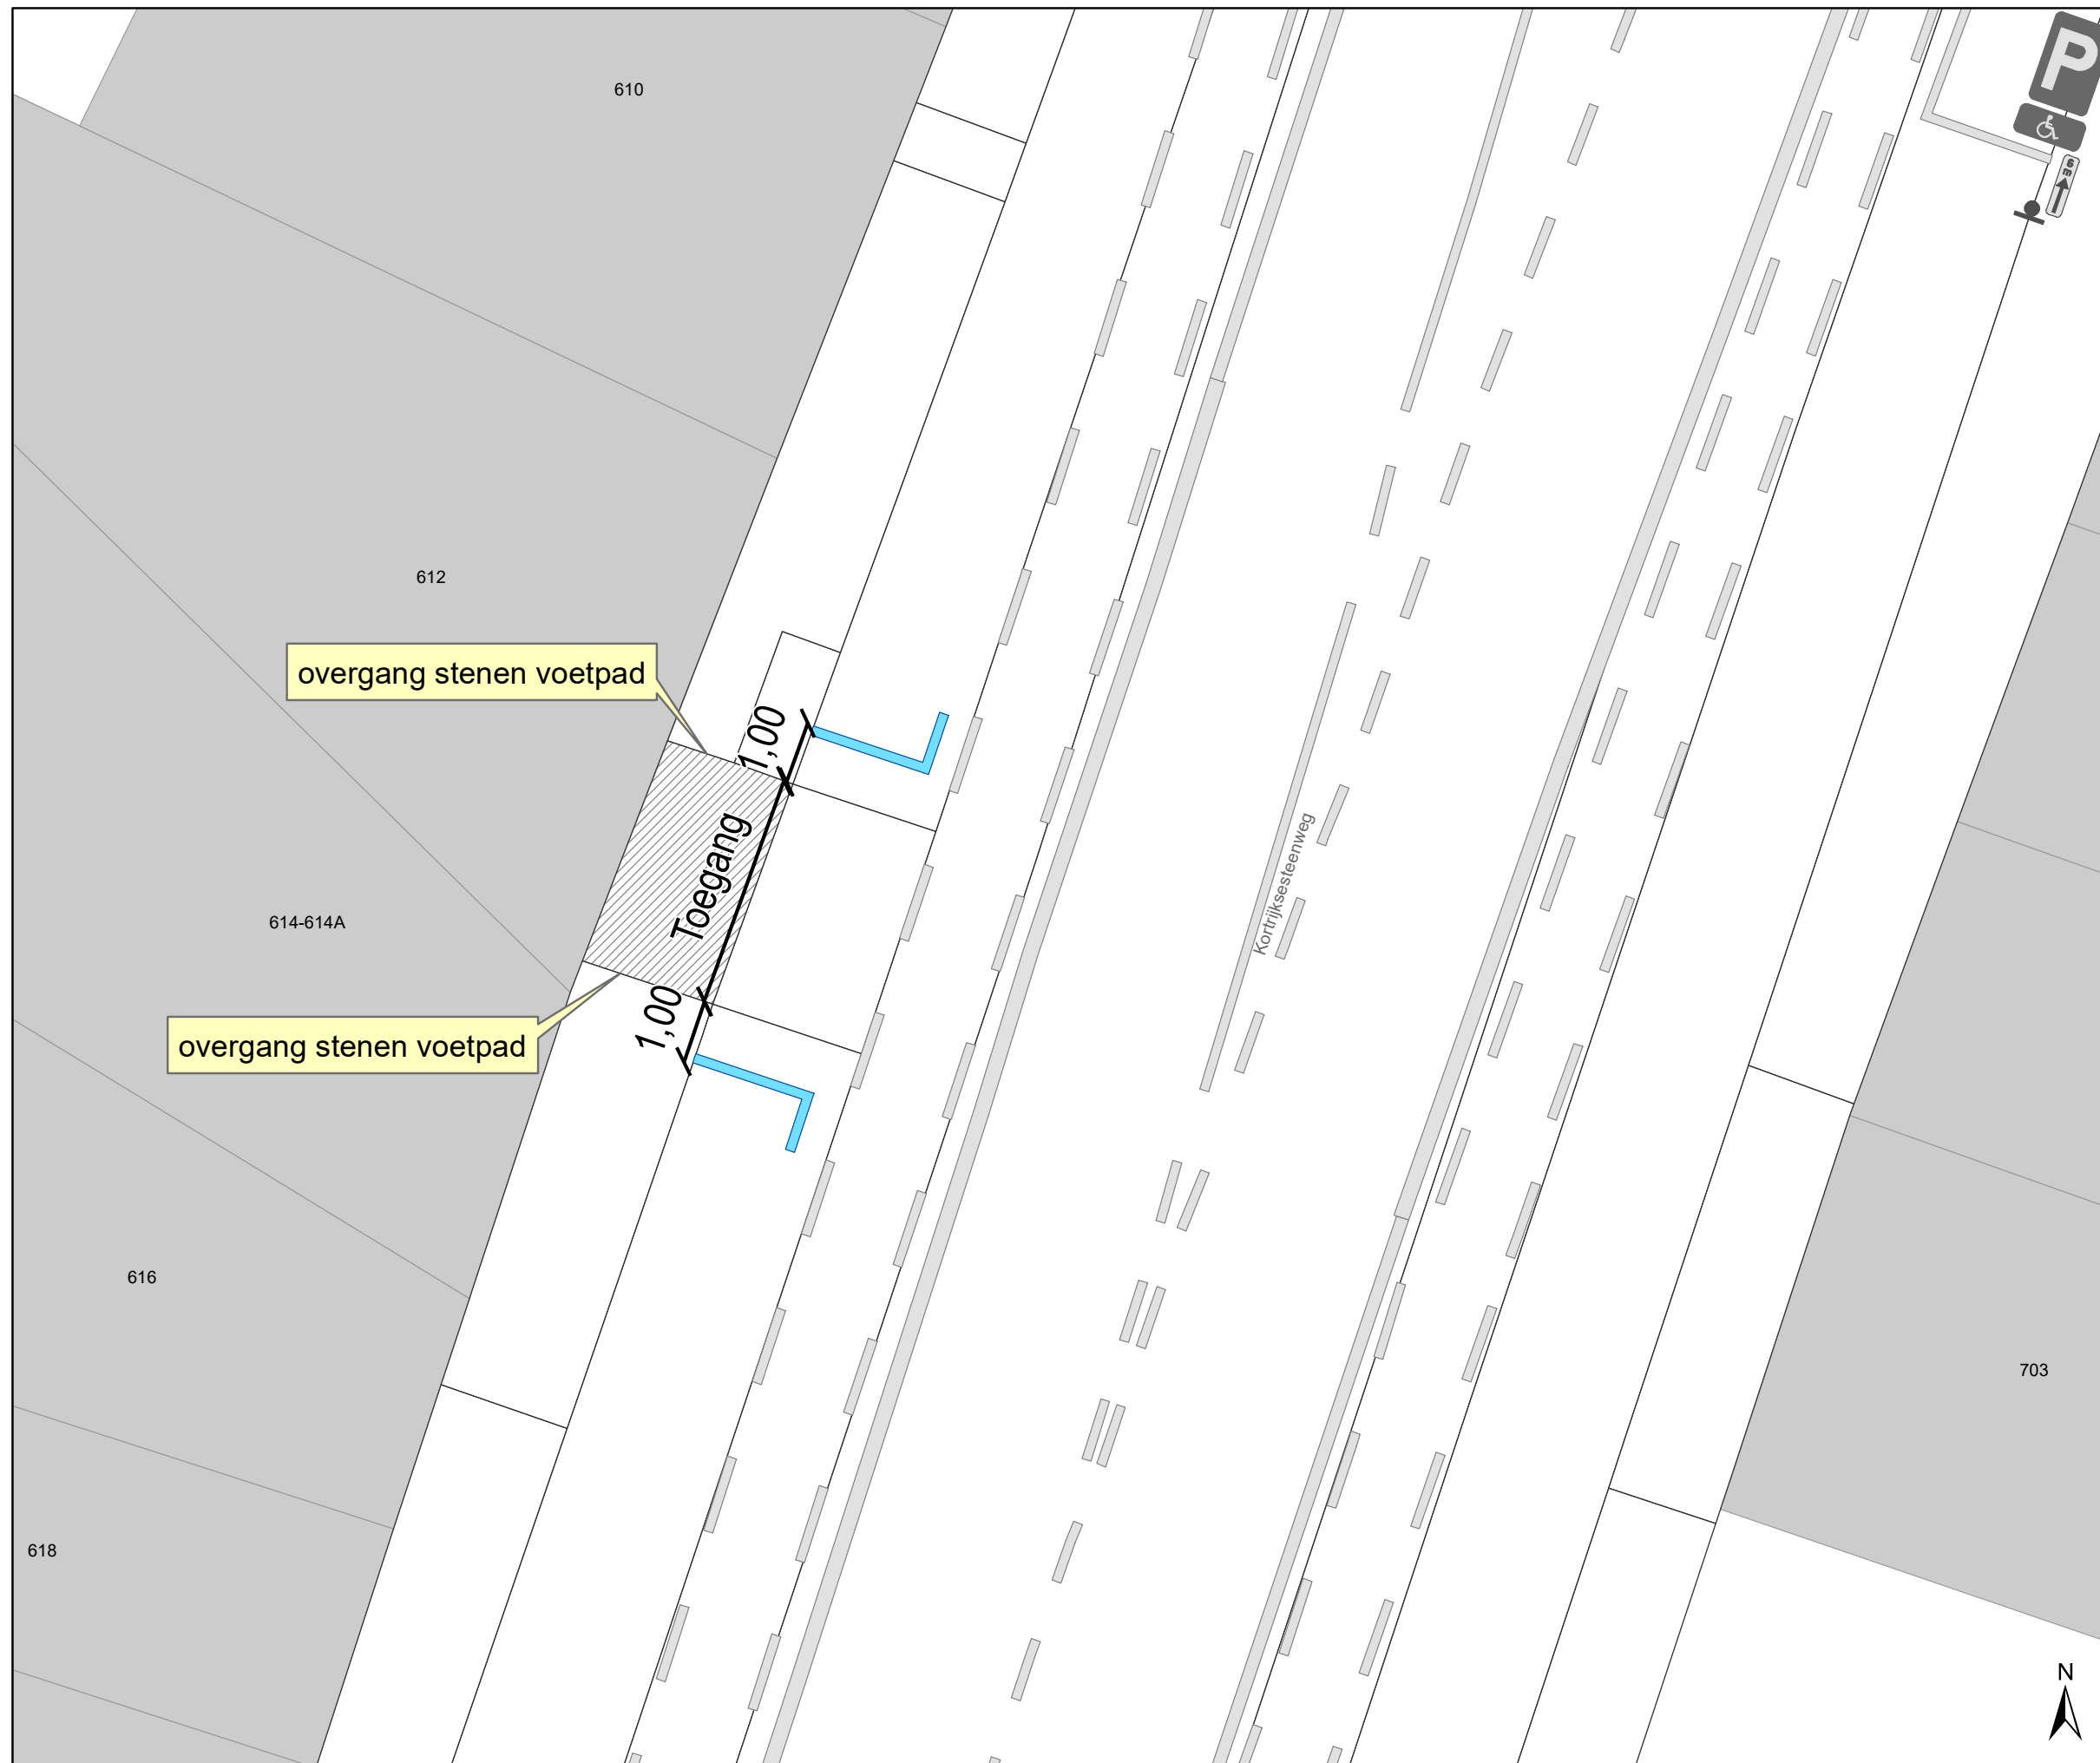 P
6 m
610
612
overgang stenen voetpad
1,00
Toegang
Kortrijksesteenweg
614-614A
1,00
overgang stenen voetpad
616
703
618
N